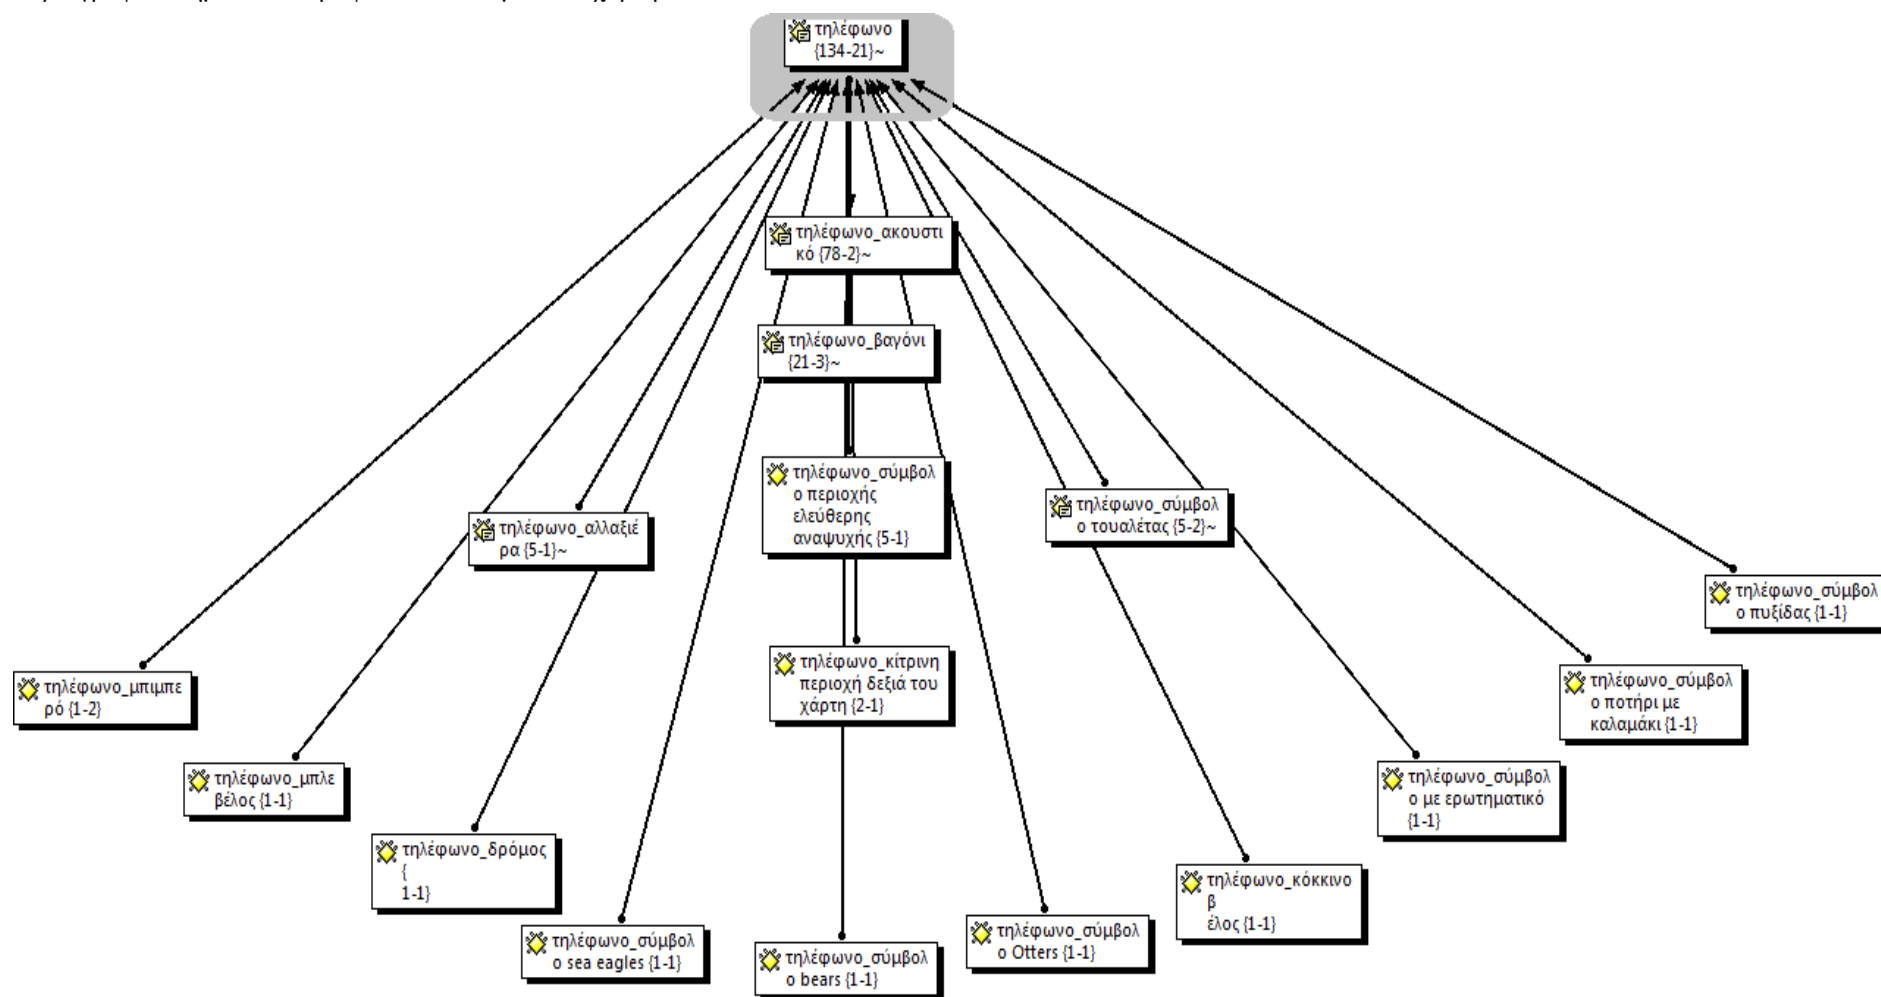 τηλέφωνο
{134-21}~
τηλέφωνο_ακουστι
κό {78-2}~
τηλέφωνο_βαγόνι
{21-3}~
τηλέφωνο_σύμβολ
ο περιοχής
ελεύθερης
αναψυχής {5-1}
τηλέφωνο_σύμβολ
ο τουαλέτας {5-2}~
τηλέφωνο_αλλαξιέ
ρα {5-1}~
τηλέφωνο_σύμβολ
ο πυξίδας {1-1}
τηλέφωνο_κίτρινη
περιοχή δεξιά του
χάρτη {2-1}
τηλέφωνο_μπιμπε
ρό {1-2}
τηλέφωνο_σύμβολ
ο ποτήρι με
καλαμάκι {1-1}
τηλέφωνο_μπλε
βέλος {1-1}
τηλέφωνο_σύμβολ
ο με ερωτηματικό
{1-1}
τηλέφωνο_δρόμος
{
1-1}
τηλέφωνο_κόκκινο
β
έλος {1-1}
τηλέφωνο_σύμβολ
ο sea eagles {1-1}
τηλέφωνο_σύμβολ
ο Otters {1-1}
τηλέφωνο_σύμβολ
ο bears {1-1}